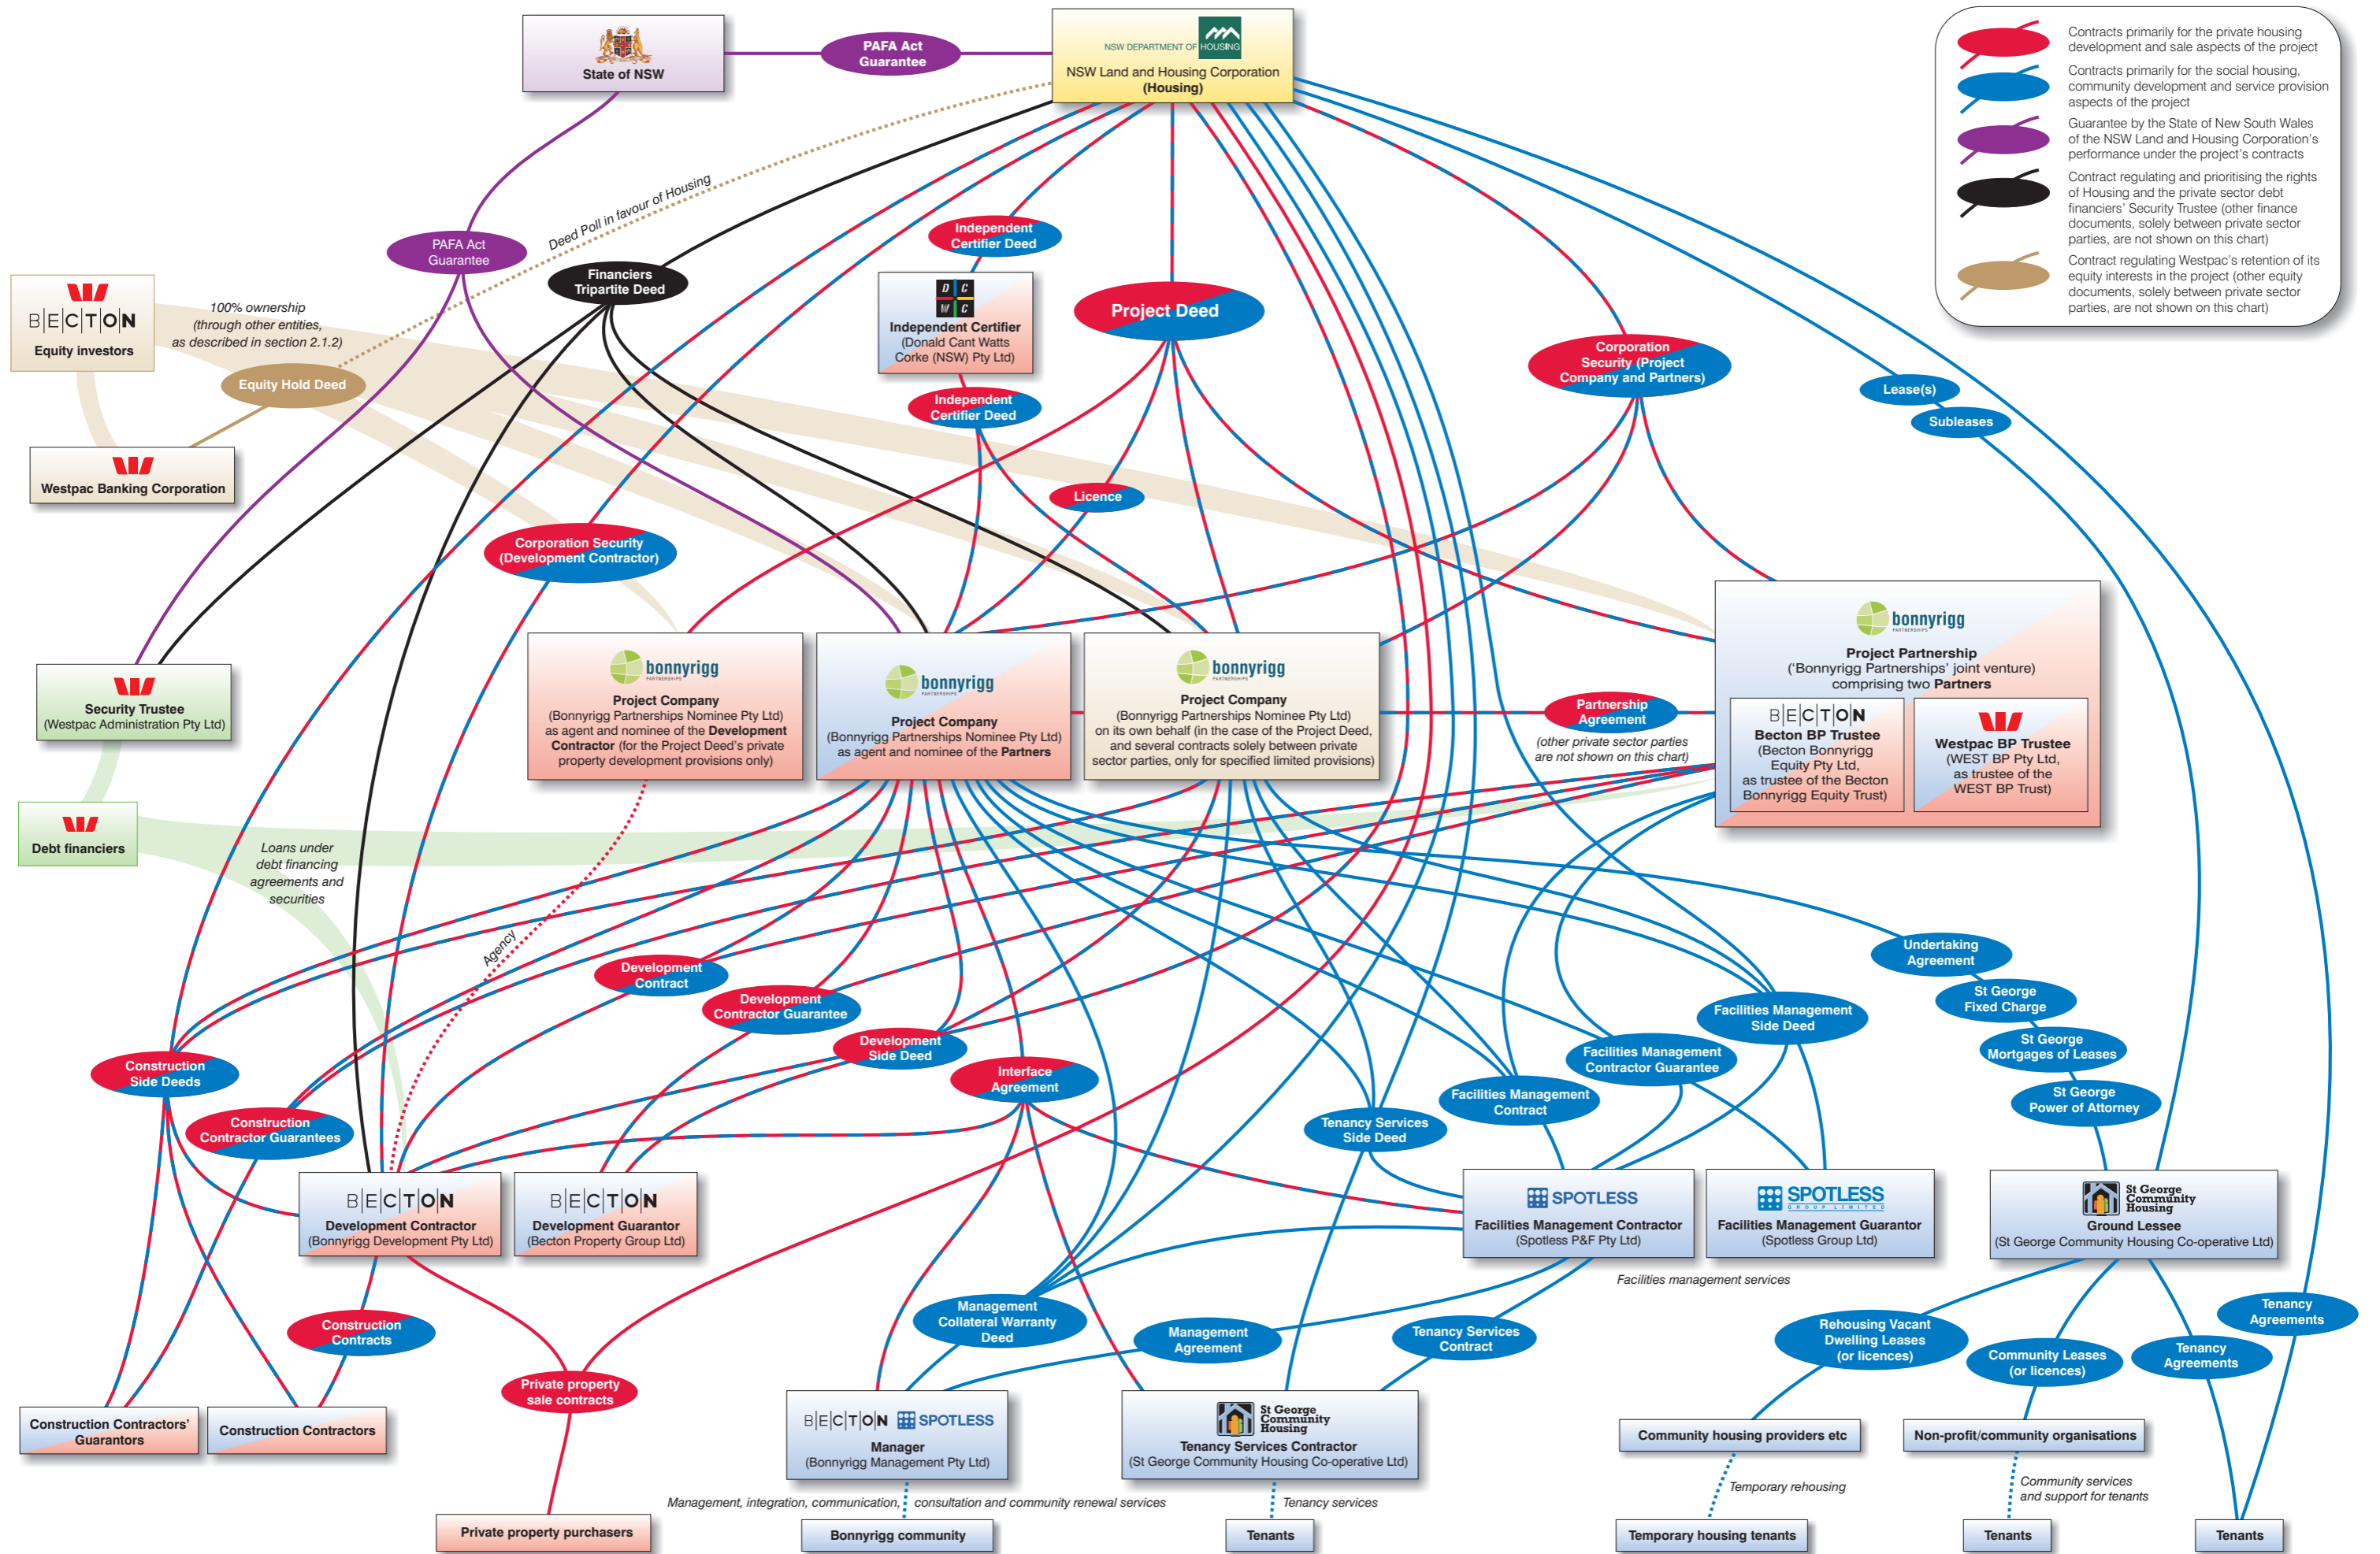 State of NSW
PAFA Act
Guarantee
NSW DEPARTMENT OF HOUSING
NSW Land and Housing Corporation
(Housing)
Contracts primarily for the private housing
development and sale aspects of the project
Contracts primarily for the social housing,
community development and service provision
aspects of the project
Guarantee by the State of New South Wales
of the NSW Land and Housing Corporation's
performance under the project's contracts
Contract regulating and prioritising the rights
of Housing and the private sector debt
financiers' Security Trustee (other finance
documents, solely between private sector
parties, are not shown on this chart)
Contract regulating Westpac's retention of its
equity interests in the project (other equity
documents, solely between private sector
parties, are not shown on this chart)
Deed Poll in favour of Housing
PAFA Act
Guarantee
Financiers
Tripartite Deed
Independent
Certifier Deed
DCWC
Independent Certifier
(Donald Cant Watts
Corke (NSW) Pty Ltd)
Independent
Certifier Deed
Project Deed
Corporation
Security (Project
Company and Partners)
Lease(s)
Subleases
BECTON
Equity investors
100% ownership
(through other entities,
as described in section 2.1.2)
Equity Hold Deed
Westpac Banking Corporation
Licence
Corporation Security
(Development Contractor)
Security Trustee
(Westpac Administration Pty Ltd)
bonnyrigg
PARTNERSHIPS
Project Company
(Bonnyrigg Partnerships Nominee Pty Ltd)
as agent and nominee of the Development
Contractor (for the Project Deed's private
property development provisions only)
bonnyrigg
PARTNERSHIPS
Project Company
(Bonnyrigg Partnerships Nominee Pty Ltd)
as agent and nominee of the Partners
bonnyrigg
PARTNERSHIPS
Project Company
(Bonnyrigg Partnerships Nominee Pty Ltd)
on its own behalf (in the case of the Project Deed,
and several contracts solely between private
sector parties, only for specified limited provisions)
Partnership
Agreement
(other private sector parties
are not shown on this chart)
bonnyrigg
PARTNERSHIPS
Project Partnership
('Bonnyrigg Partnerships' joint venture)
comprising two Partners
BECTON
Becton BP Trustee
(Becton Bonnyrigg
Equity Pty Ltd,
as trustee of the Becton
Bonnyrigg Equity Trust)
Westpac BP Trustee
(WEST BP Pty Ltd,
as trustee of the
WEST BP Trust)
Debt financiers
Loans under
debt financing
agreements and
securities
Agency
Development
Contract
Development
Contractor Guarantee
Development
Side Deed
Interface
Agreement
Construction
Side Deeds
Construction
Contractor Guarantees
Undertaking
Agreement
St George
Fixed Charge
St George
Mortgages of Leases
St George
Power of Attorney
Facilities Management
Side Deed
Facilities Management
Contractor Guarantee
Facilities Management
Contract
Tenancy Services
Side Deed
BECTON
Development Contractor
(Bonnyrigg Development Pty Ltd)
BECTON
Development Guarantor
(Becton Property Group Ltd)
SPOTLESS
Facilities Management Contractor
(Spotless P&F Pty Ltd)
SPOTLESS
GROUP LIMITED
Facilities Management Guarantor
(Spotless Group Ltd)
St George
Community
Housing
Ground Lessee
(St George Community Housing Co-operative Ltd)
Facilities management services
Construction
Contracts
Private property
sale contracts
Management
Collateral Warranty
Deed
Management
Agreement
Tenancy Services
Contract
Rehousing Vacant
Dwelling Leases
(or licences)
Community Leases
(or licences)
Tenancy
Agreements
Tenancy
Agreements
Construction Contractors'
Guarantors
Construction Contractors
BECTON SPOTLESS
Manager
(Bonnyrigg Management Pty Ltd)
St George
Community
Housing
Tenancy Services Contractor
(St George Community Housing Co-operative Ltd)
Community housing providers etc
Non-profit/community organisations
Management, integration, communication, consultation and community renewal services
Tenancy services
Temporary rehousing
Community services
and support for tenants
Private property purchasers
Bonnyrigg community
Tenants
Temporary housing tenants
Tenants
Tenants